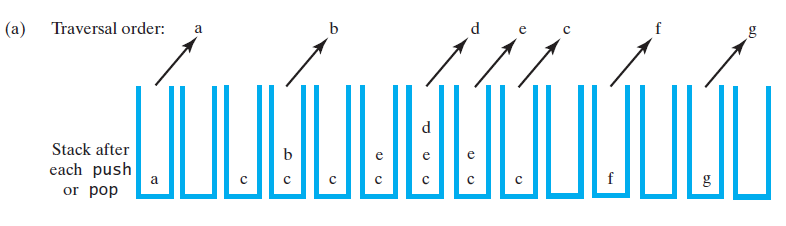 (a) Traversal order: a b d e c f g
d
b e e e
Stack after
each push
or pop
a c c c c c c c f g